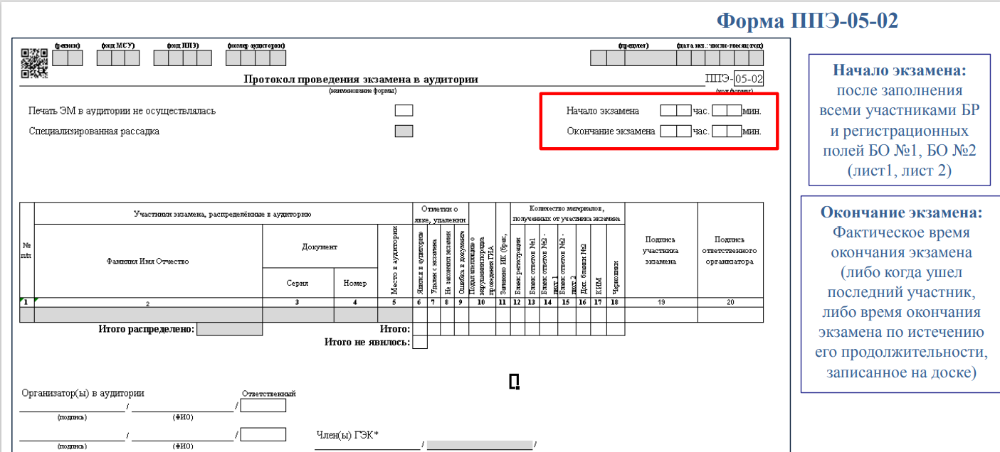 Форма ППЭ-05-02
(регион) (код МСУ) (код ППЭ) (номер аудитории) (предмет) (дата экз.: число-месяц-год)
Протокол проведения экзамена в аудитории
ППЭ-05-02
(наименование формы) (код формы)
Печать ЭМ в аудитории не осуществлялась
Специализированная рассадка
Начало экзамена час. мин.
Окончание экзамена час. мин.
Начало экзамена:
после заполнения
всеми участниками БР
и регистрационных
полей БО №1, БО №2
(лист1, лист 2)
Окончание экзамена:
Фактическое время
окончания экзамена
(либо когда ушел
последний участник,
либо время окончания
экзамена по истечению
его продолжительности,
записанное на доске)
№
п/п
Участники экзамена, распределённые в аудиторию
Фамилия Имя Отчество
Документ
Серия
Номер
Место в аудитории
Отметки о
явке, удалении
Явился в аудиторию
Удален с экзамена
Не закончил экзамен
Ошибка в документе
Подал апелляцию о
нарушении порядка
проведения ГИА
Заменено ИК (брак,
Количество материалов,
полученных от участника экзамена
Бланк регистрации
Бланк ответов №1
Бланк ответов №2 -
лист 1
Бланк ответов №2 -
лист 2
Доп. бланки №2
КИМ
Черновики
Подпись
участника
экзамена
Подпись
ответственного
организатора
1 2 3 4 5 6 7 8 9 10 11 12 13 14 15 16 17 18 19 20
Итого распределено: Итого:
Итого не явилось:
Организатор(ы) в аудитории Ответственный
/ /
(подпись) (ФИО)
/ /
(подпись) (ФИО)
Член(ы) ГЭК*
/ /